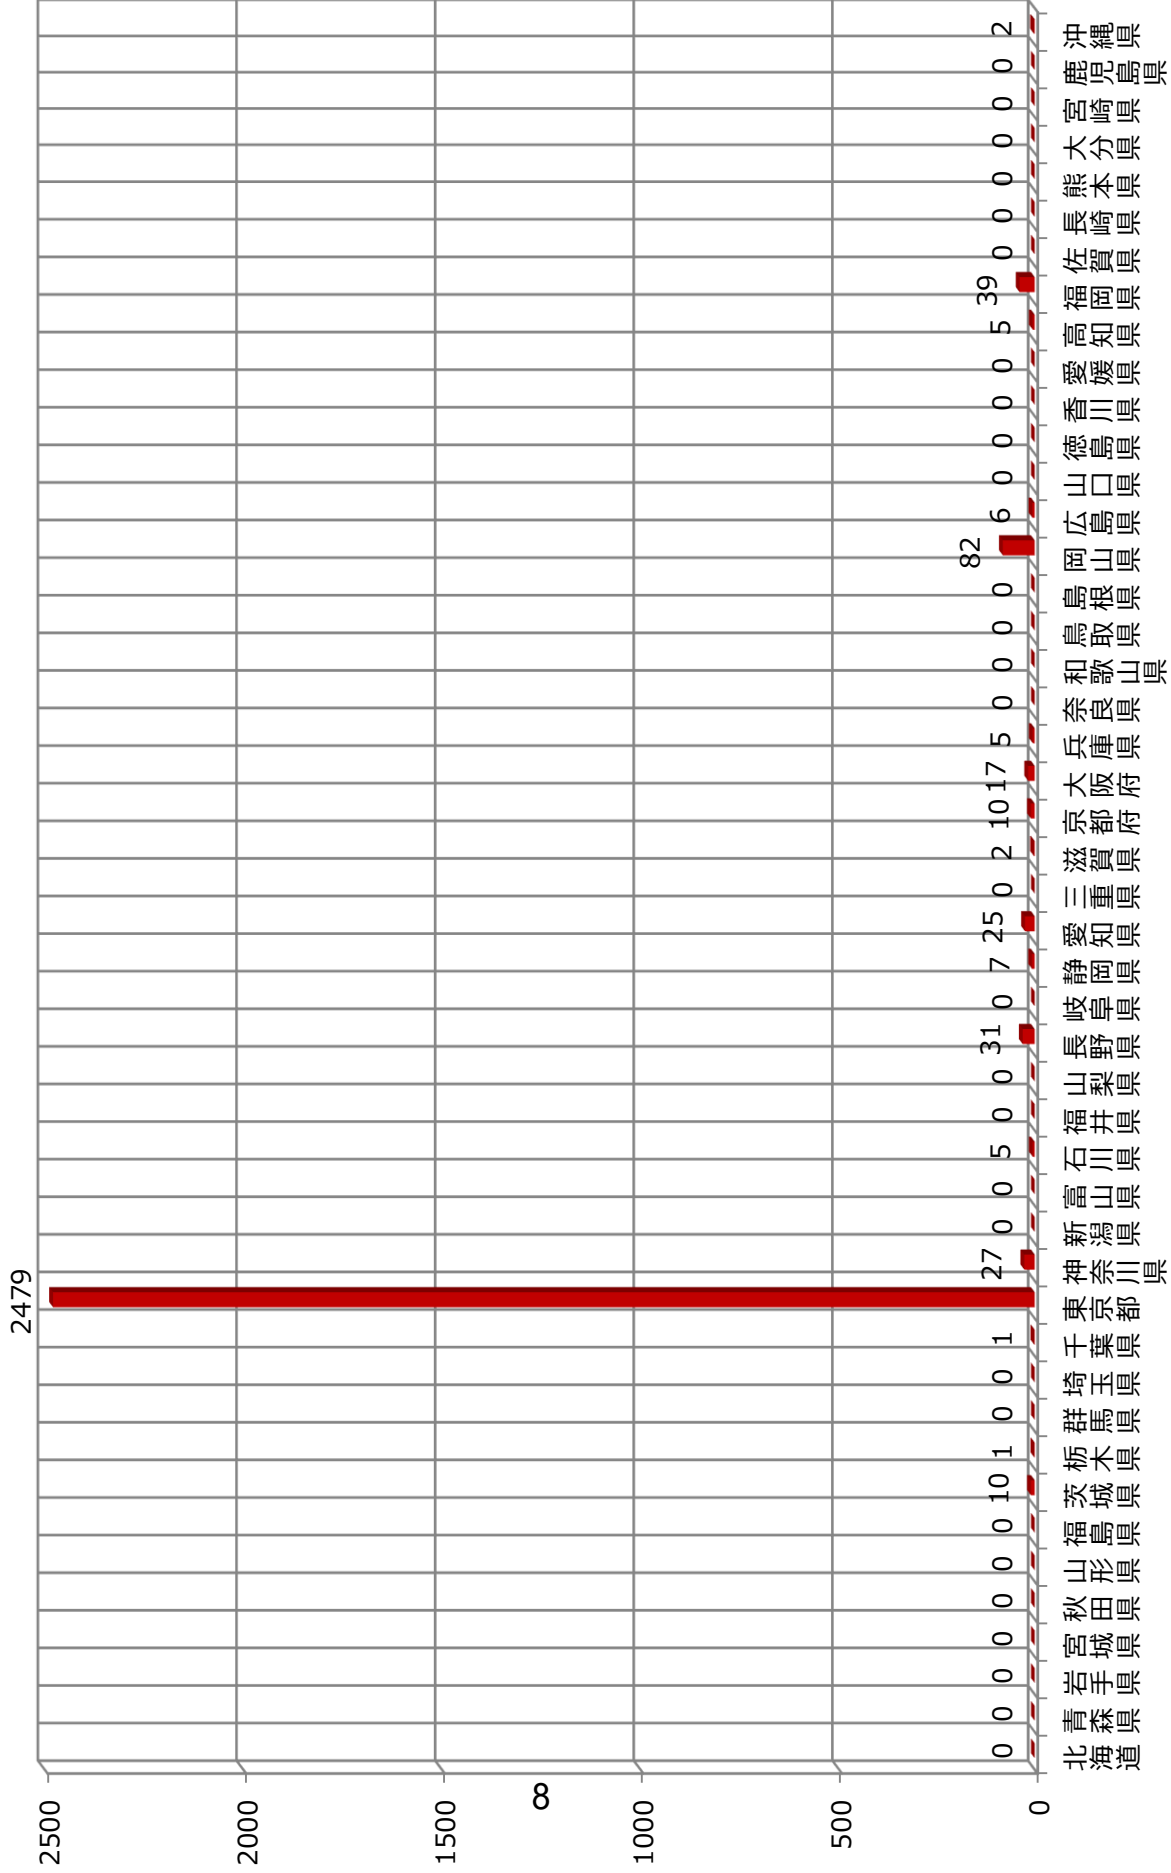 2500
2000
1500
1000
500
0
0
0
0
0
0
0
0
10
1
0
0
1
2479
27
0
0
5
0
0
31
0
7
25
0
2
10
17
5
0
0
0
0
82
6
0
0
0
0
5
39
0
0
0
0
0
0
2
北海道
青森県
岩手県
宮城県
秋田県
山形県
福島県
茨城県
栃木県
群馬県
埼玉県
千葉県
東京都
神奈川県
新潟県
富山県
石川県
福井県
山梨県
長野県
岐阜県
静岡県
愛知県
三重県
滋賀県
京都府
大阪府
兵庫県
奈良県
和歌山県
鳥取県
島根県
岡山県
広島県
山口県
徳島県
香川県
愛媛県
高知県
福岡県
佐賀県
長崎県
熊本県
大分県
宮崎県
鹿児島県
沖縄県
8